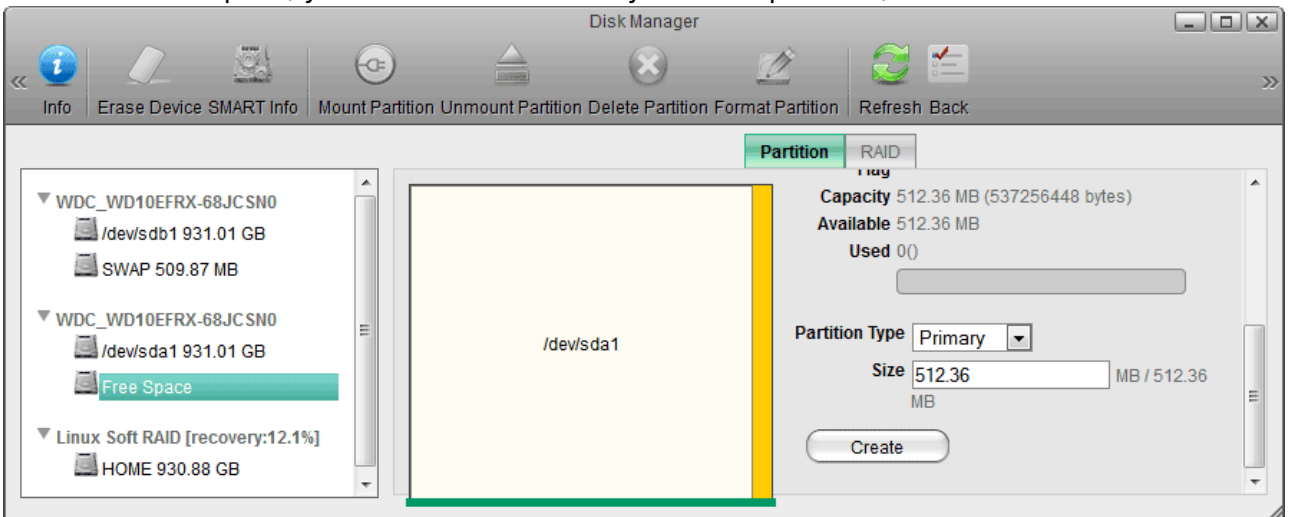 Disk Manager
Info Erase Device SMART Info Mount Partition Unmount Partition Delete Partition Format Partition Refresh Back
Partition RAID
WDC_WD10EFRX-68JCSN0
/dev/sdb1 931.01 GB
SWAP 509.87 MB
WDC_WD10EFRX-68JCSN0
/dev/sda1 931.01 GB
Free Space
Linux Soft RAID [recovery:12.1%]
HOME 930.88 GB
/dev/sda1
Flag
Capacity 512.36 MB (537256448 bytes)
Available 512.36 MB
Used 0()
Partition Type Primary
Size 512.36 MB / 512.36
MB
Create